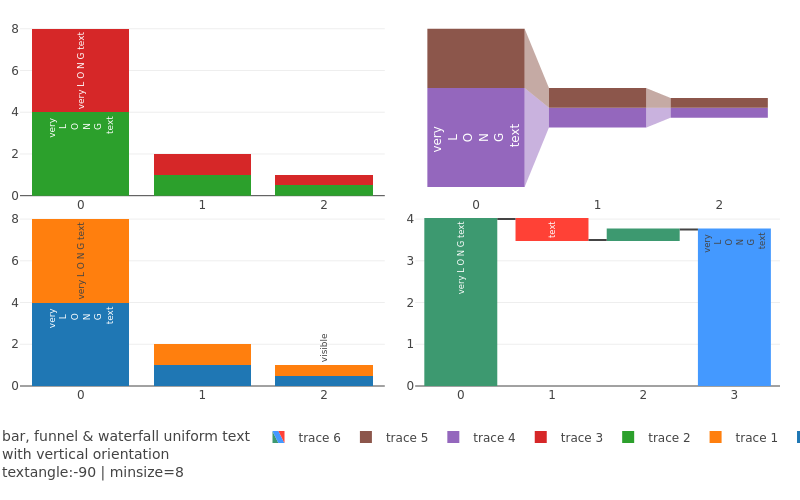 8
6
4
2
0
very L O N G text
very
L
O
N
G
text
0
1
2
very
L
O
N
G
text
0
1
2
8
6
4
2
0
very L O N G text
very
L
O
N
G
text
visible
0
1
2
4
3
2
1
0
very L O N G text
text
very
L
O
N
G
text
0
1
2
3
bar, funnel & waterfall uniform text
with vertical orientation
textangle:-90 | minsize=8
trace 6 trace 5 trace 4 trace 3 trace 2 trace 1